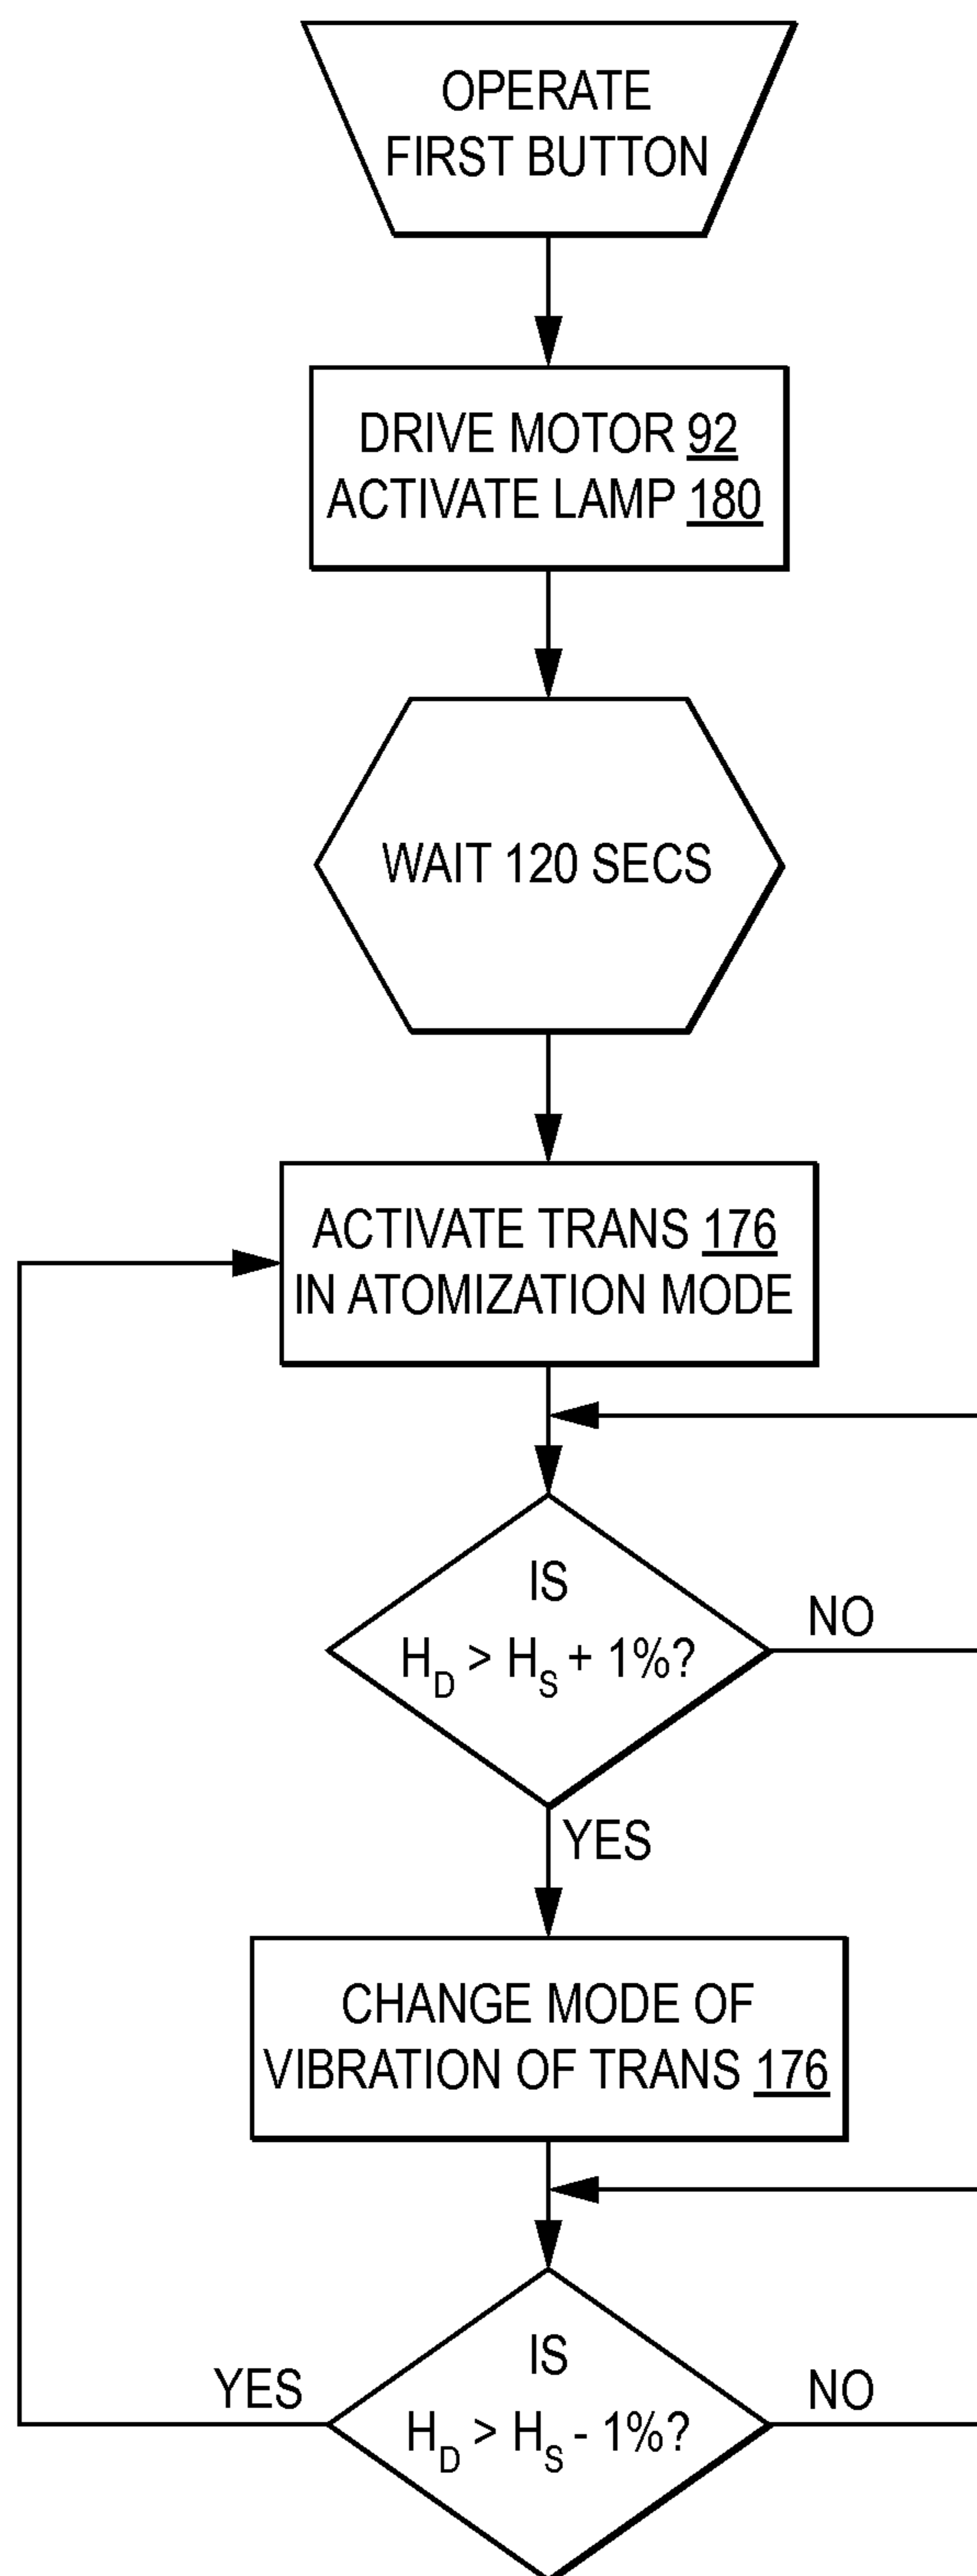 OPERATE
FIRST BUTTON
DRIVE MOTOR 92
ACTIVATE LAMP 180
WAIT 120 SECS
ACTIVATE TRANS 176
IN ATOMIZATION MODE
IS
H_D > H_S + 1%?
NO
YES
CHANGE MODE OF
VIBRATION OF TRANS 176
IS
H_D > H_S - 1%?
YES
NO